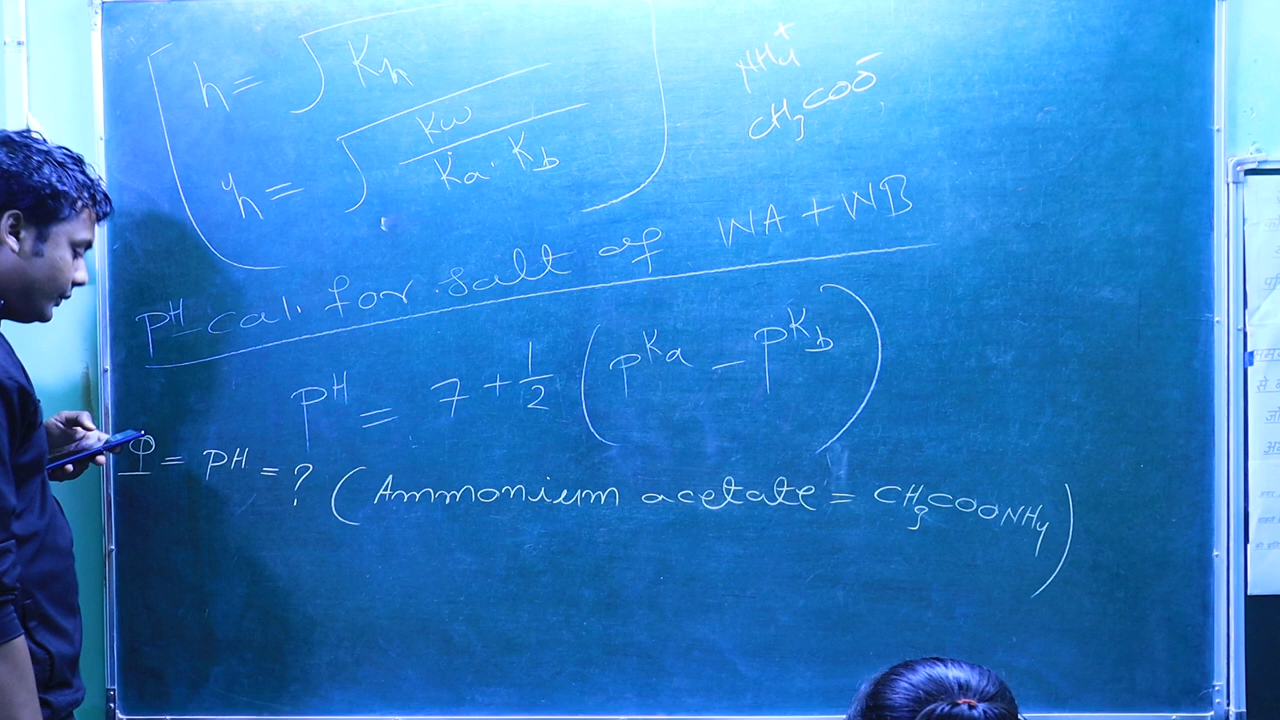 h = √Kh
h = √Kw/Ka.Kb
NH4+
CH3COO-
pH cal. for salt of WA + WB
pH = 7 + 1/2 (pKa - pKb)
Q = pH = ? (Ammonium acetate = CH3COONH4)